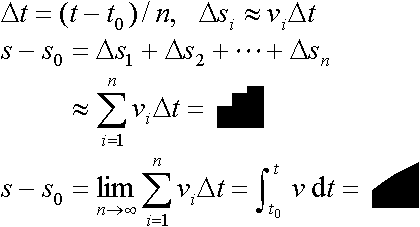 Δt = (t − t₀) / n, Δsᵢ ≈ vᵢΔt
s − s₀ = Δs₁ + Δs₂ + ⋯ + Δsₙ
≈ ∑ᵢ₌₁ⁿ vᵢΔt =
s − s₀ = lim_{n→∞} ∑ᵢ₌₁ⁿ vᵢΔt = ∫_{t₀}^{t} v dt =